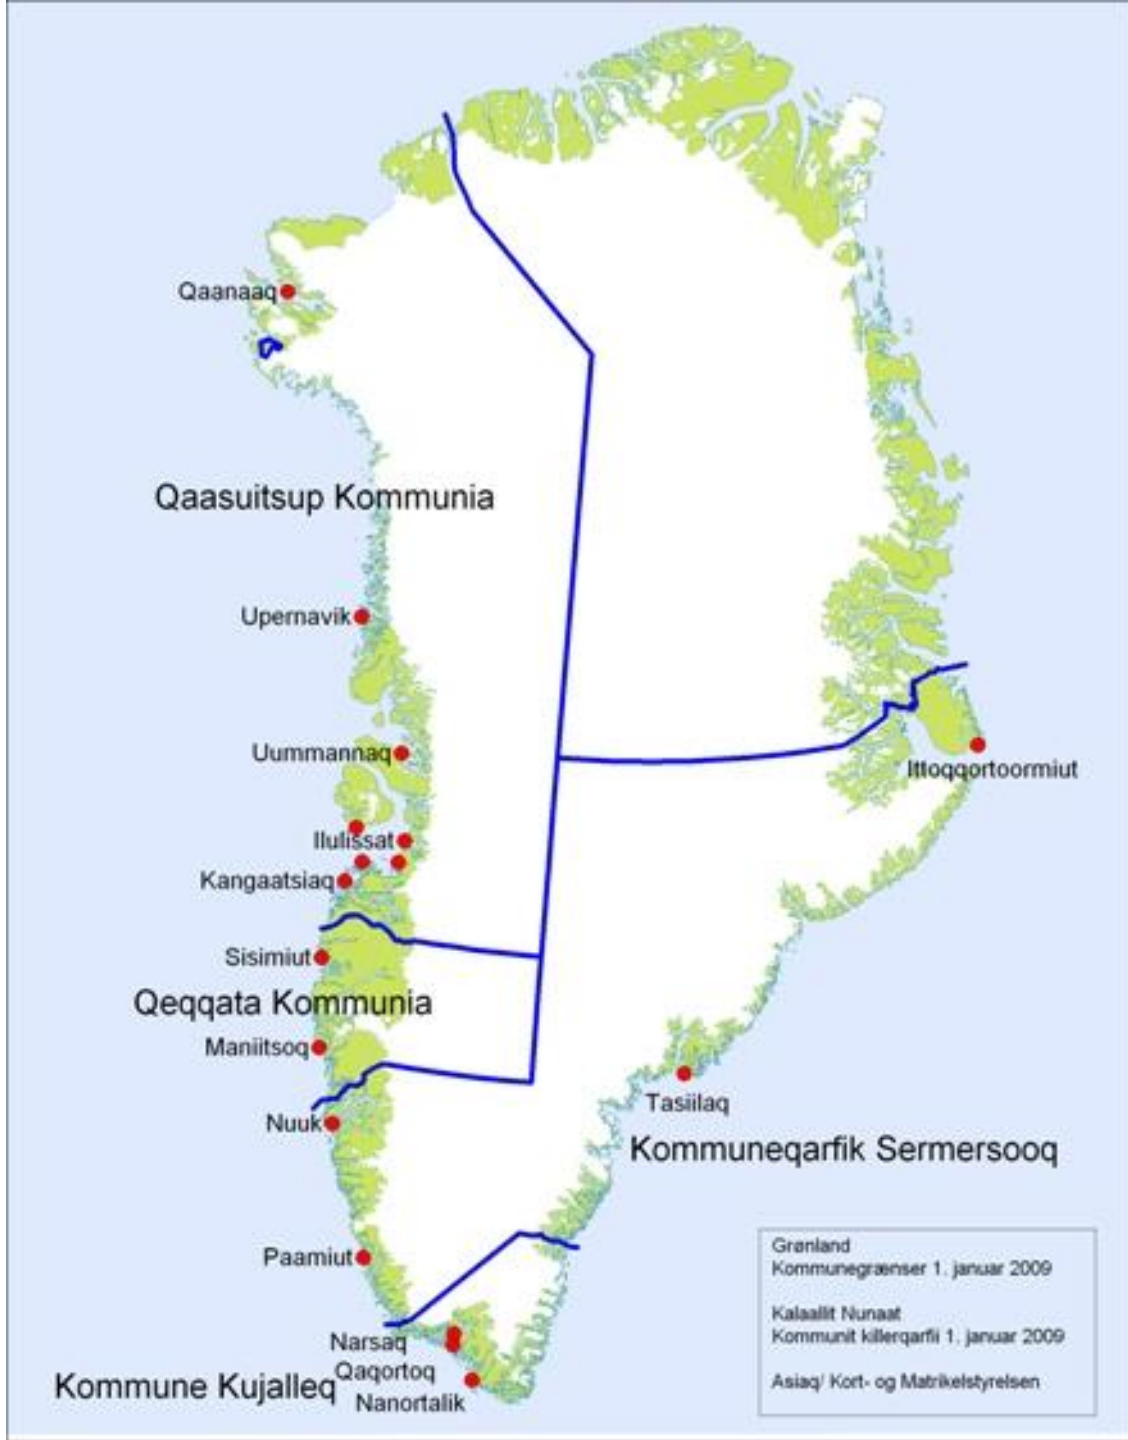 Qaanaaq
Qaasuitsup Kommunia
Upernavik
Uummannaq
Ittoqqortoormiut
Ilulissat
Kangaatsiaq
Sisimiut
Qeqqata Kommunia
Maniitsoq
Tasiilaq
Nuuk
Kommuneqarfik Sermersooq
Paamiut
Narsaq
Qaqortoq
Kommune Kujalleq
Nanortalik
Grønland
Kommunegrænser 1. januar 2009
Kalaallit Nunaat
Kommunit killerqarfii 1. januar 2009
Asiaq/ Kort- og Matrikelstyrelsen